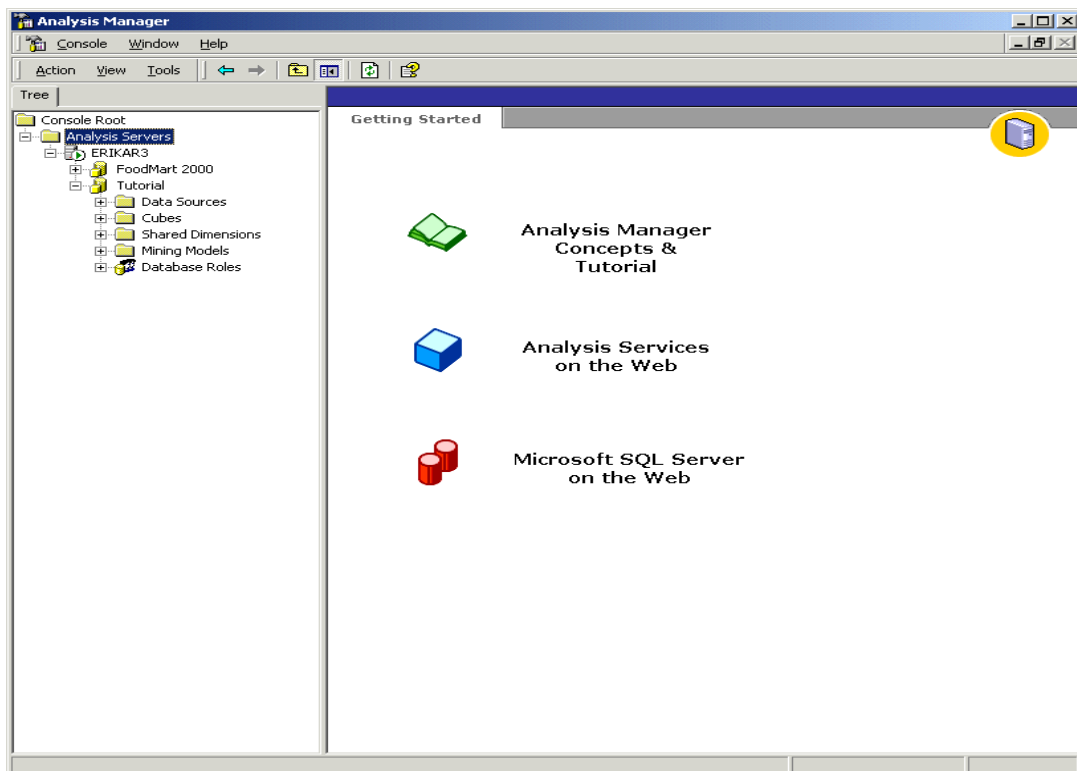 Analysis Manager
Console Window Help
Action View Tools
Tree
Console Root
Analysis Servers
ERIKAR3
FoodMart 2000
Tutorial
Data Sources
Cubes
Shared Dimensions
Mining Models
Database Roles
Getting Started
Analysis Manager
Concepts &
Tutorial
Analysis Services
on the Web
Microsoft SQL Server
on the Web